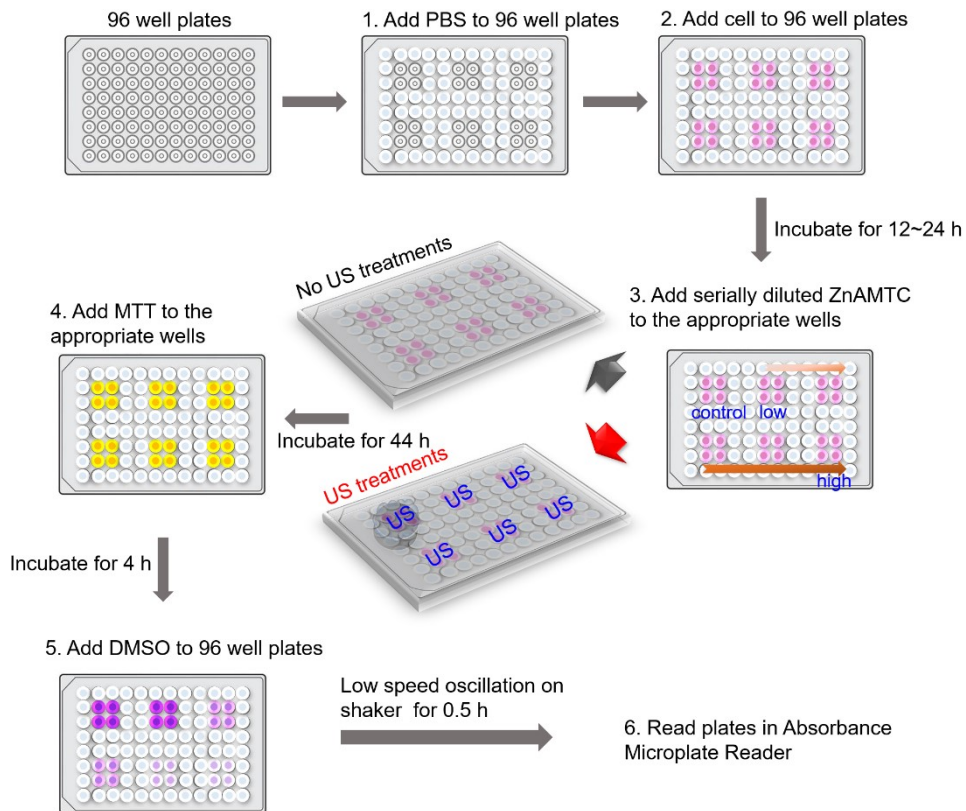 96 well plates
1. Add PBS to 96 well plates
2. Add cell to 96 well plates
Incubate for 12~24 h
3. Add serially diluted ZnAMTC
to the appropriate wells
control
low
high
No US treatments
US treatments
US
US
US
US
US
US
Incubate for 44 h
4. Add MTT to the
appropriate wells
Incubate for 4 h
5. Add DMSO to 96 well plates
Low speed oscillation on
shaker for 0.5 h
6. Read plates in Absorbance
Microplate Reader